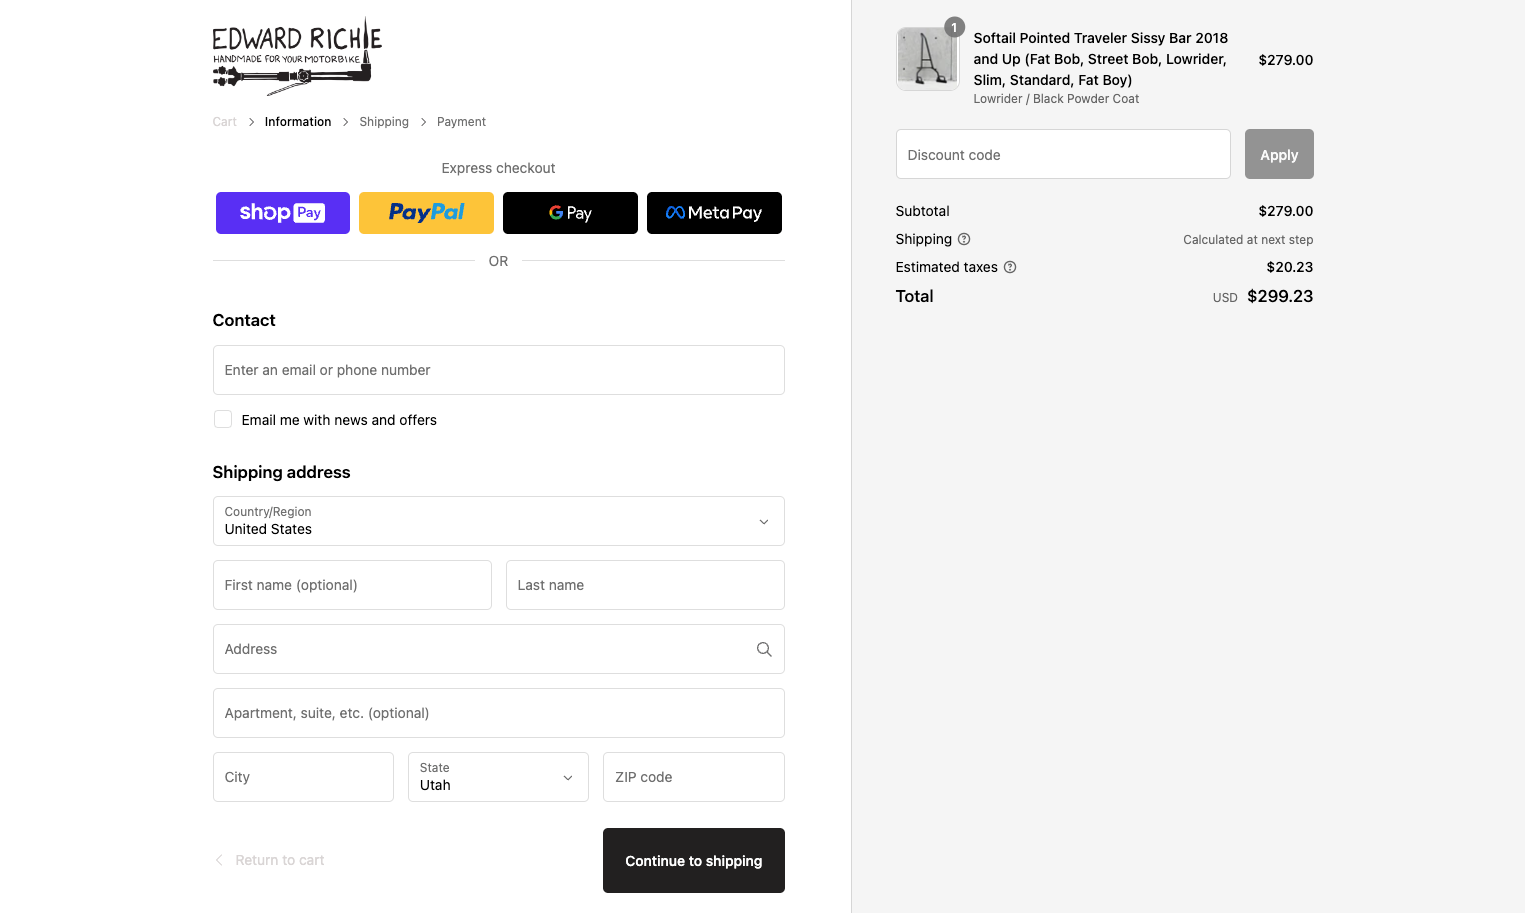 EDWARD RICHIE
HANDMADE FOR YOUR MOTORBIKE
Cart > Information > Shipping > Payment
Express checkout
shop Pay
PayPal
G Pay
Meta Pay
OR
Contact
Enter an email or phone number
Email me with news and offers
Shipping address
Country/Region
United States
First name (optional)
Last name
Address
Apartment, suite, etc. (optional)
City
State
Utah
ZIP code
Return to cart
Continue to shipping
1
Softail Pointed Traveler Sissy Bar 2018
and Up (Fat Bob, Street Bob, Lowrider,
Slim, Standard, Fat Boy)
Lowrider / Black Powder Coat
$279.00
Discount code
Apply
Subtotal $279.00
Shipping Calculated at next step
Estimated taxes $20.23
Total USD $299.23